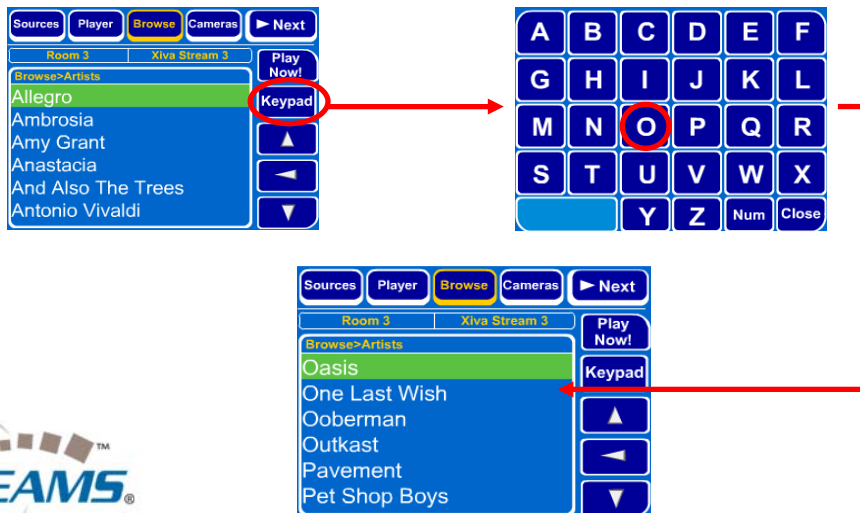 Sources Player Browse Cameras ► Next
Room 3 Xiva Stream 3
Play Now!
Browse>Artists
Allegro
Keypad
Ambrosia
Amy Grant
Anastacia
And Also The Trees
Antonio Vivaldi
A B C D E F
G H I J K L
M N O P Q R
S T U V W X
Y Z Num Close
Sources Player Browse Cameras ► Next
Room 3 Xiva Stream 3
Play Now!
Browse>Artists
Oasis
Keypad
One Last Wish
Ooberman
Outkast
Pavement
Pet Shop Boys
TM
EAMS®